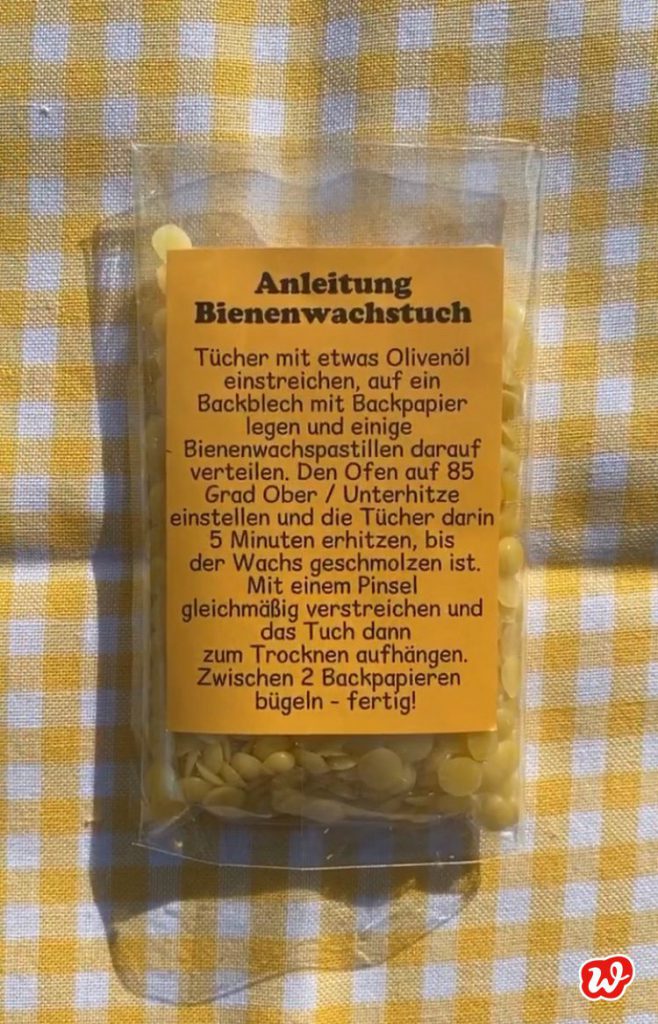 Anleitung
Bienenwachstuch
Tücher mit etwas Olivenöl
einstreichen, auf ein
Backblech mit Backpapier
legen und einige
Bienenwachspastillen darauf
verteilen. Den Ofen auf 85
Grad Ober / Unterhitze
einstellen und die Tücher darin
5 Minuten erhitzen, bis
der Wachs geschmolzen ist.
Mit einem Pinsel
gleichmäßig verstreichen und
das Tuch dann
zum Trocknen aufhängen.
Zwischen 2 Backpapieren
bügeln - fertig!
w